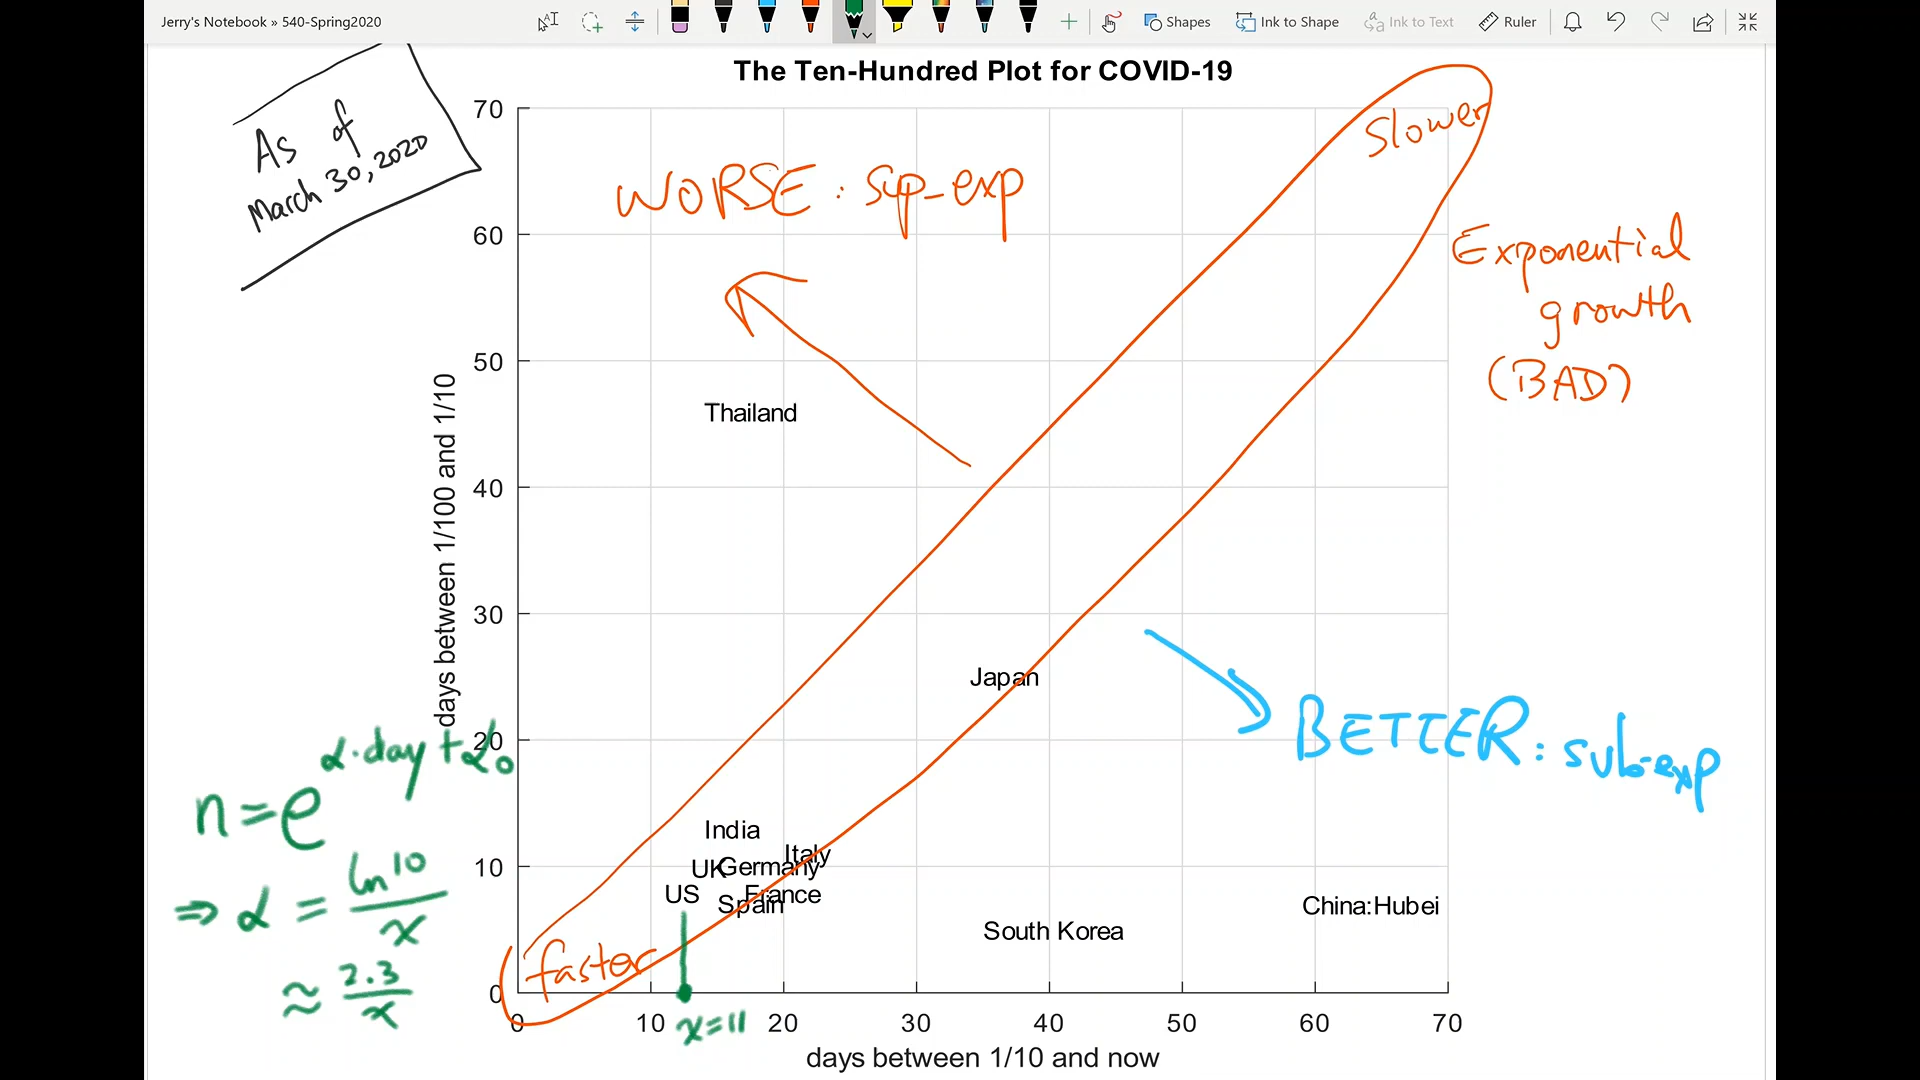 Jerry's Notebook » 540-Spring2020
Shapes
Ink to Shape
Ink to Text
Ruler
The Ten-Hundred Plot for COVID-19
As of
March 30, 2020
WORSE : sup-exp
Slower
Exponential
growth
(BAD)
days between 1/100 and 1/10
70
60
50
40
30
20
10
0
Thailand
Japan
BETTER : sub-exp
India
Italy
UK
Germany
US
France
Spain
South Korea
China:Hubei
faster
n = e^α·day + α₀
⇒ α = ln 10 / x
≈ 2.3 / x
x = 11
0 10 20 30 40 50 60 70
days between 1/10 and now